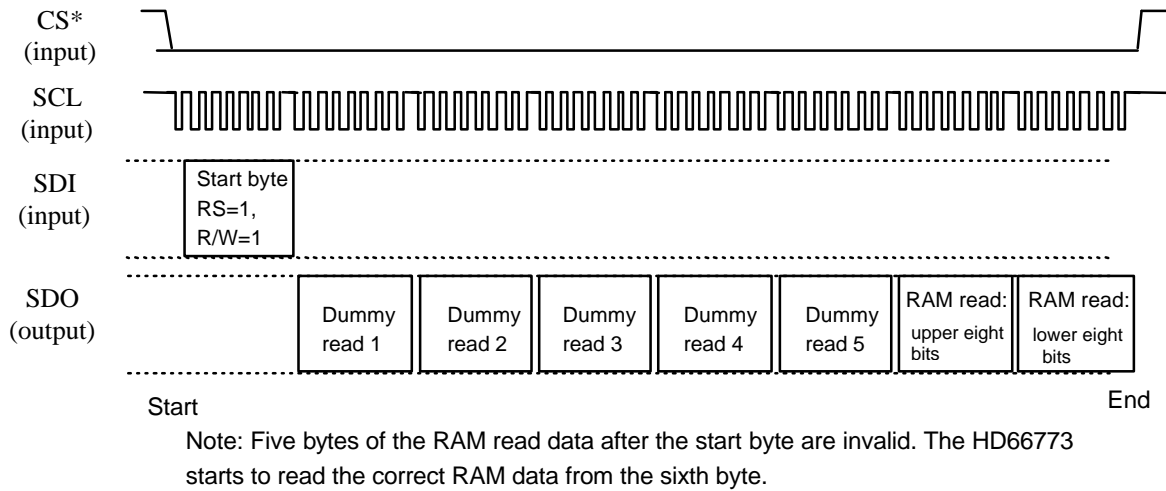 CS*
(input)
SCL
(input)
SDI
(input)
Start byte
RS=1,
R/W=1
SDO
(output)
Dummy
read 1
Dummy
read 2
Dummy
read 3
Dummy
read 4
Dummy
read 5
RAM read:
upper eight
bits
RAM read:
lower eight
bits
Start
End
Note: Five bytes of the RAM read data after the start byte are invalid. The HD66773
starts to read the correct RAM data from the sixth byte.